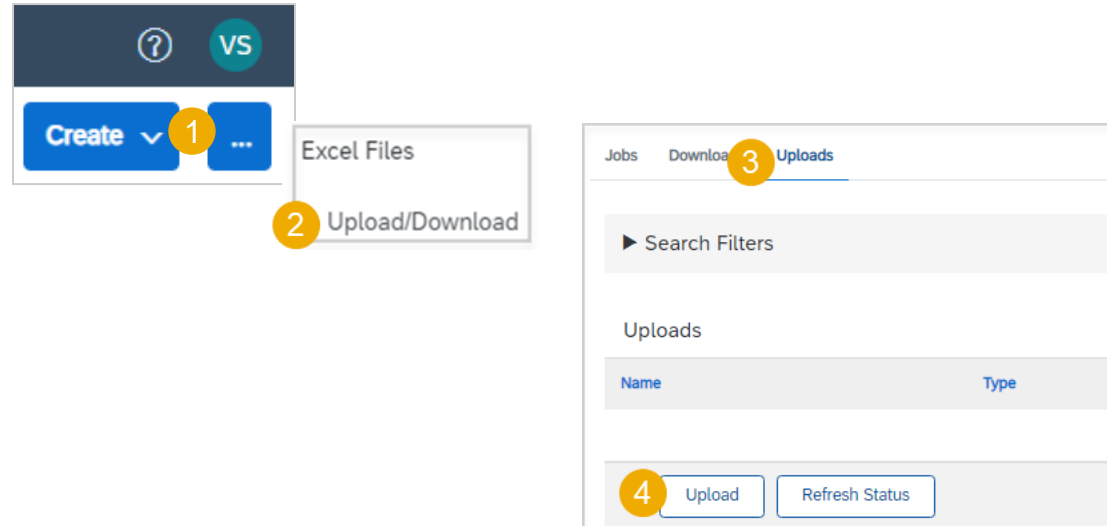 ? VS
Create 1 ...
Excel Files
2 Upload/Download
Jobs 3 Uploads
Search Filters
Uploads
Name Type
4 Upload Refresh Status